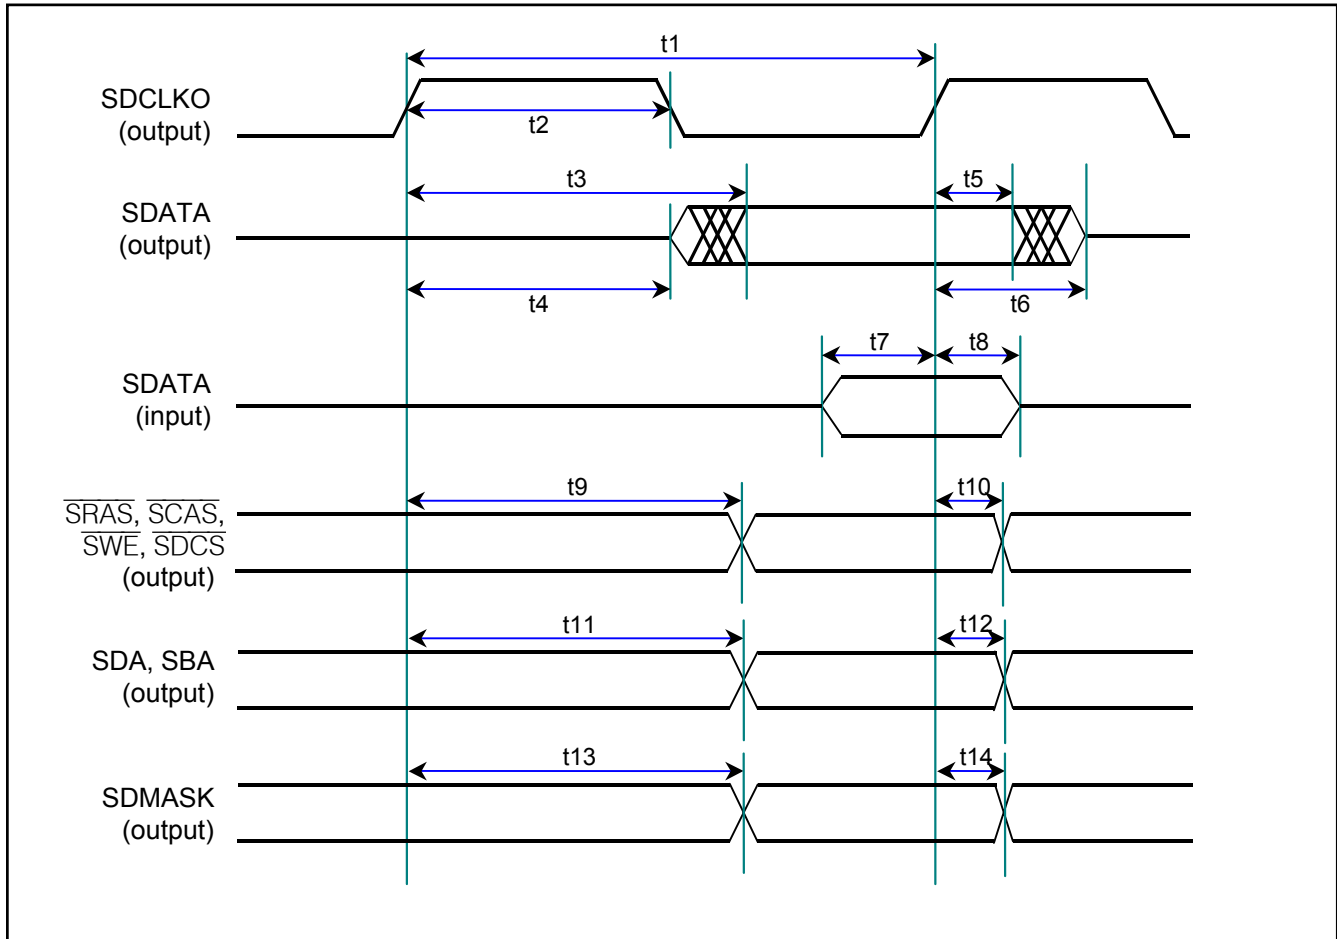 t1
SDCLKO
(output)
t2
t3
t5
SDATA
(output)
t4
t6
t7
t8
SDATA
(input)
t9
t10
SRAS, SCAS,
SWE, SDCS
(output)
t11
t12
SDA, SBA
(output)
t13
t14
SDMASK
(output)